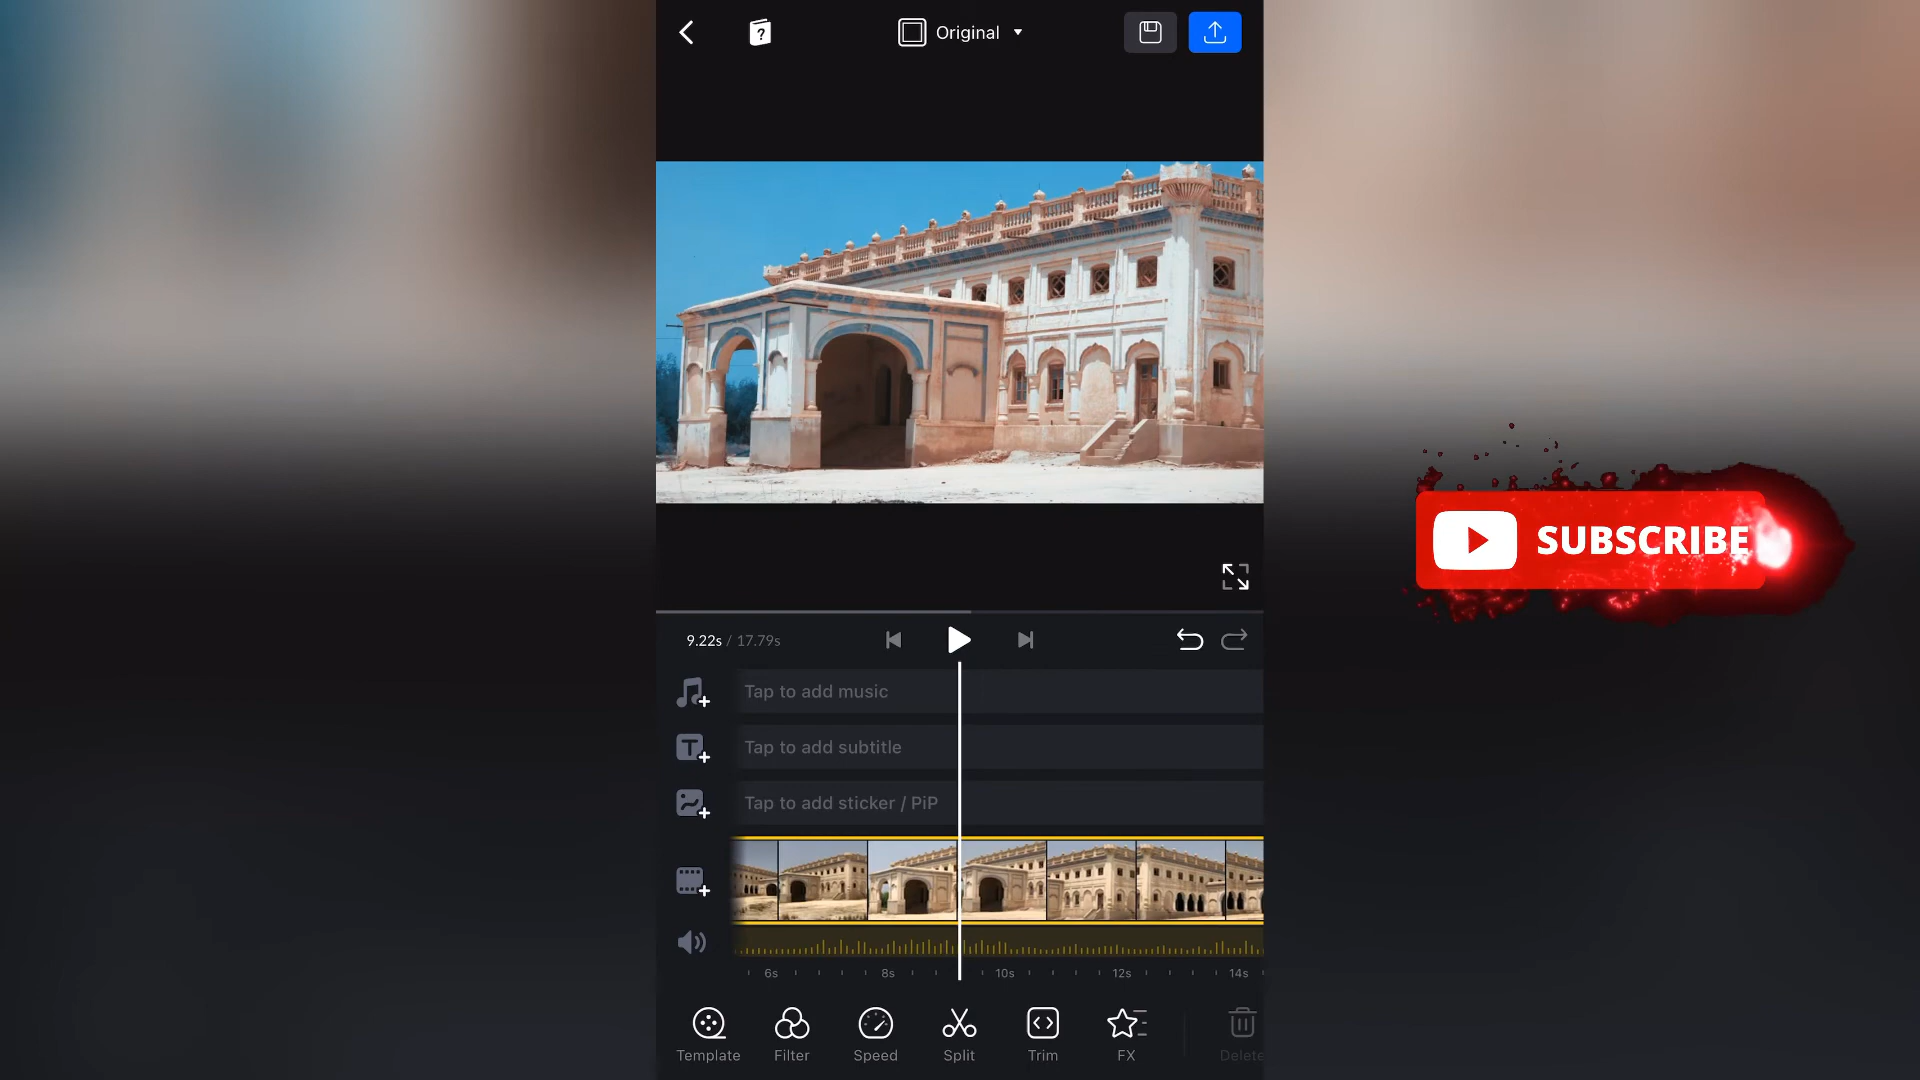 ?
Original
9.22s / 17.79s
Tap to add music
T
Tap to add subtitle
Tap to add sticker / PiP
6s 8s 10s 12s 14s
Template Filter Speed Split Trim FX Delete
SUBSCRIBE